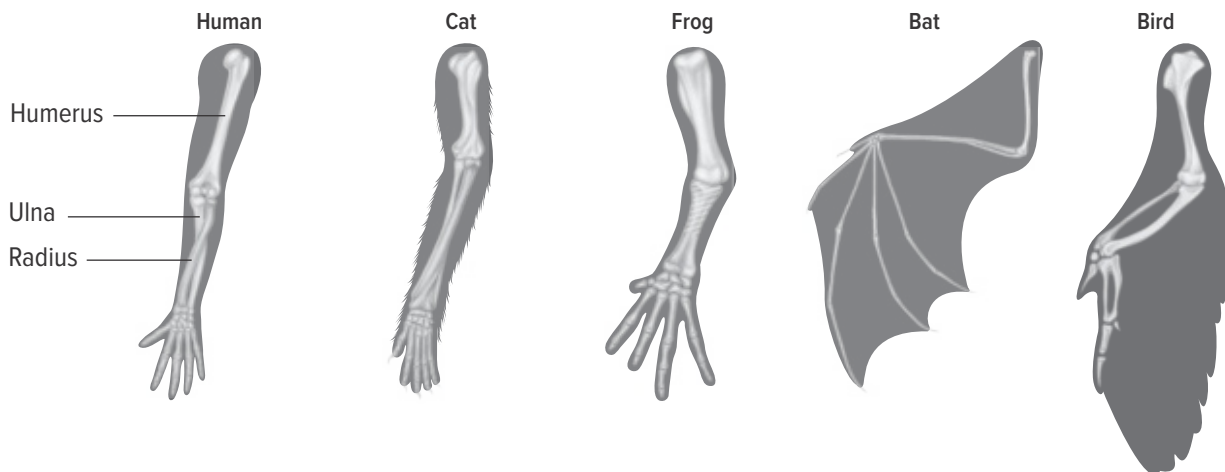 Human
Cat
Frog
Bat
Bird
Humerus
Ulna
Radius